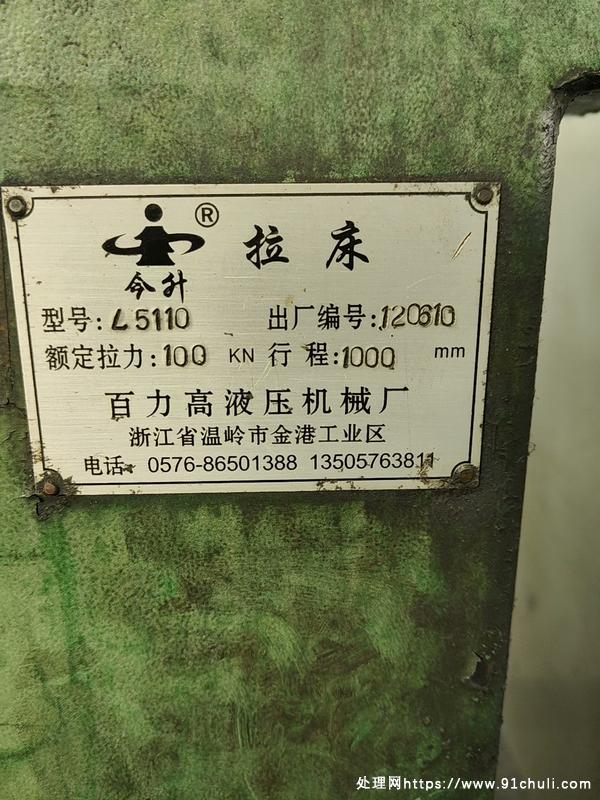 ® 拉床
今升
型号:L5110 出厂编号:120610
额定拉力:100 KN 行程:1000 mm
百力高液压机械厂
浙江省温岭市金港工业区
电话: 0576-86501388 13505763811
处理网https://www.91chuli.com